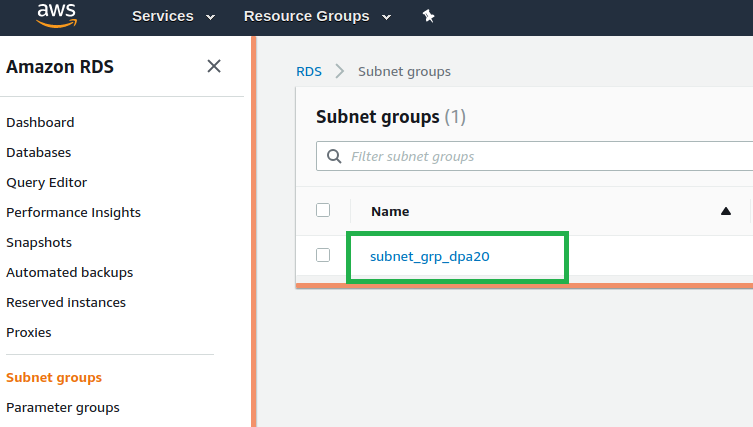 aws Services Resource Groups
Amazon RDS
Dashboard
Databases
Query Editor
Performance Insights
Snapshots
Automated backups
Reserved instances
Proxies
Subnet groups
Parameter groups
RDS Subnet groups
Subnet groups (1)
Filter subnet groups
Name
subnet_grp_dpa20